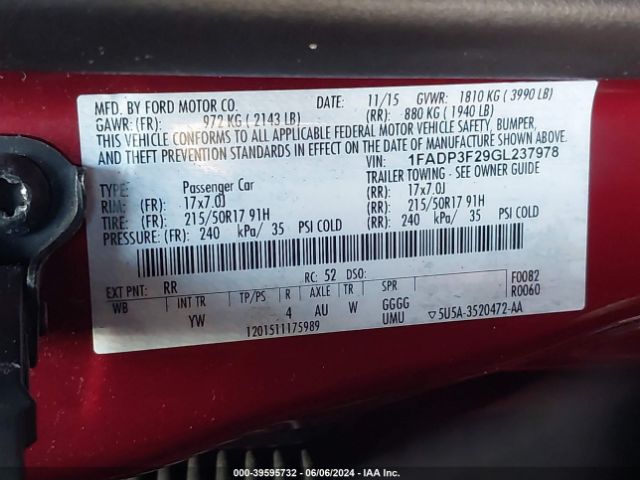 MFD. BY FORD MOTOR CO. DATE: 11/15 GVWR: 1810 KG ( 3990 LB)
GAWR: (FR): 972 KG ( 2143 LB) (RR): 880 KG ( 1940 LB)
THIS VEHICLE CONFORMS TO ALL APPLICABLE FEDERAL MOTOR VEHICLE SAFETY, BUMPER,
AND THEFT PREVENTION STANDARDS IN EFFECT ON THE DATE OF MANUFACTURE SHOWN ABOVE.
VIN: 1FADP3F29GL237978
TYPE: Passenger Car TRAILER TOWING - SEE OWNER GUIDE
RIM: (FR): 17x7.0J (RR): 17x7.0J
TIRE: (FR): 215/50R17 91H (RR): 215/50R17 91H
PRESSURE: (FR): 240 kPa/ 35 PSI COLD (RR): 240 kPa/ 35 PSI COLD
EXT PNT: RR RC: 52 DSO:
WB INT TR TP/PS R AXLE TR SPR F0082
YW 4 AU W GGGG R0060
1201511175989 UMU ▽5U5A-3520472-AA
000-39595732 - 06/06/2024 - IAA Inc.